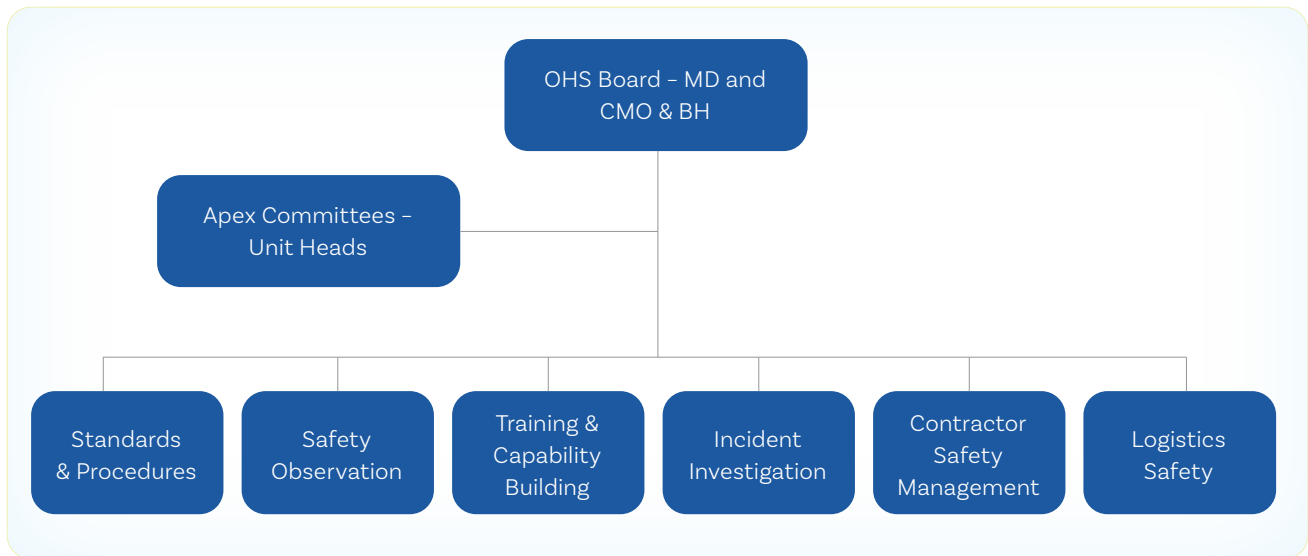 OHS Board – MD and
CMO & BH
Apex Committees –
Unit Heads
Standards
& Procedures
Safety
Observation
Training &
Capability
Building
Incident
Investigation
Contractor
Safety
Management
Logistics
Safety